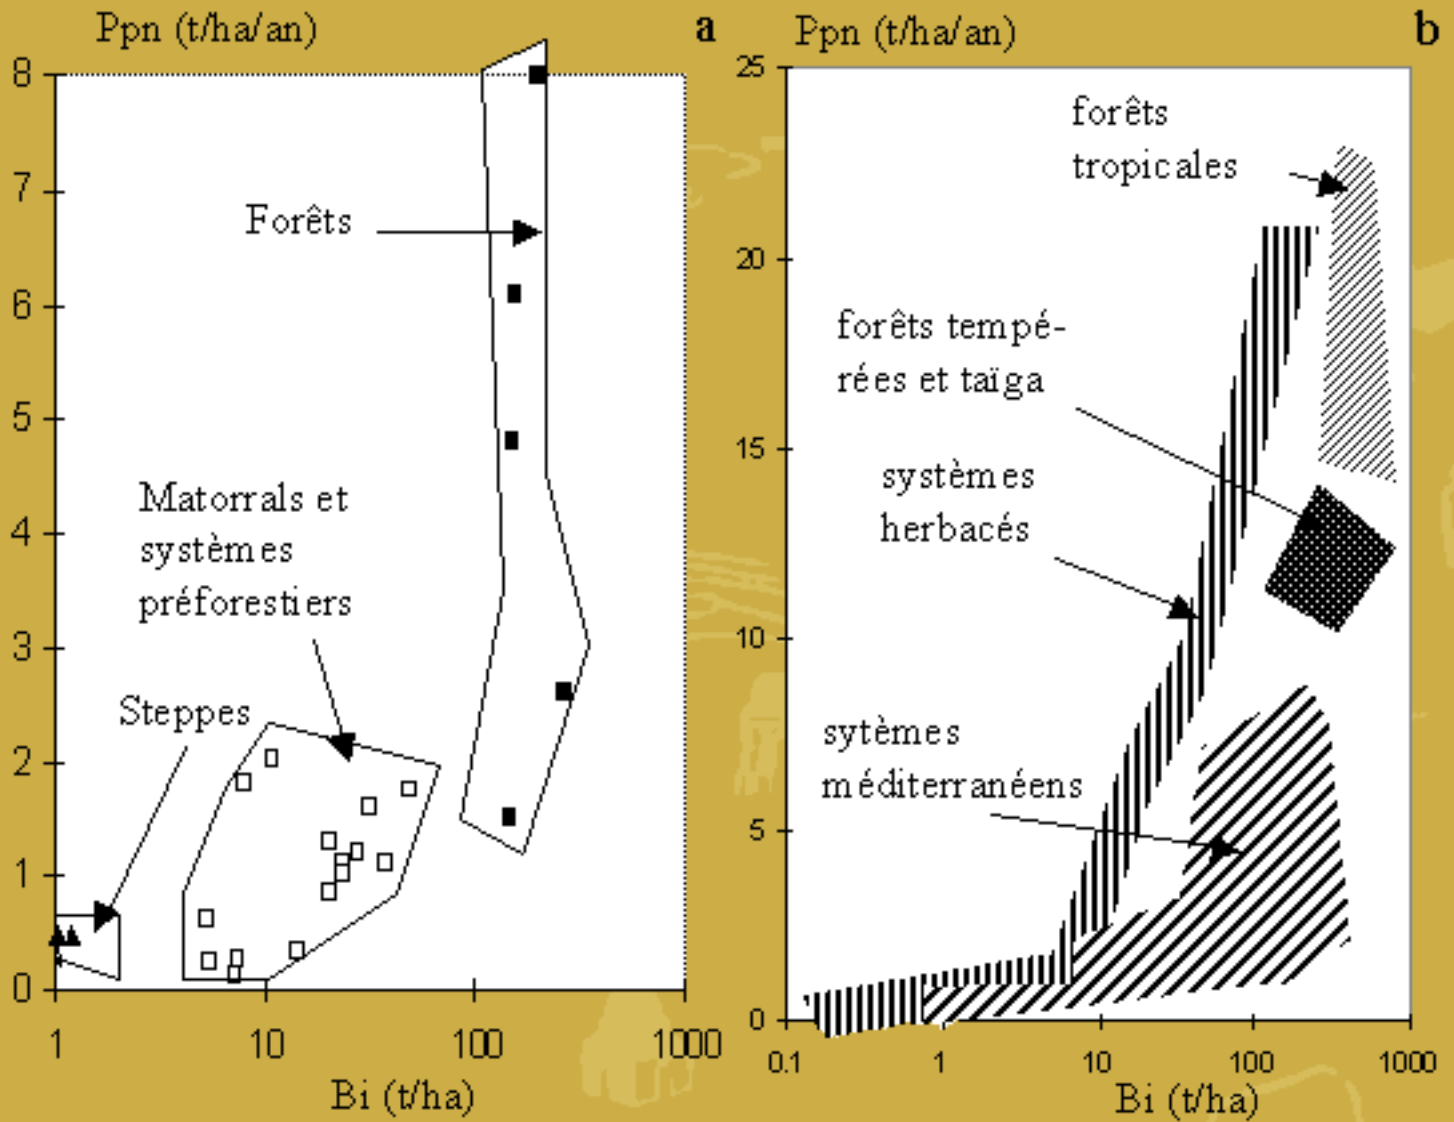 Ppn (t/ha/an)
a
8
7
6
5
4
3
2
1
0
Forêts
Matorrals et
systèmes
préforestiers
Steppes
1
10
100
1000
Bi (t/ha)
Ppn (t/ha/an)
b
25
20
15
10
5
0
forêts
tropicales
forêts tempé-
rées et taïga
systèmes
herbacés
sytèmes
méditerranéens
0.1
1
10
100
1000
Bi (t/ha)